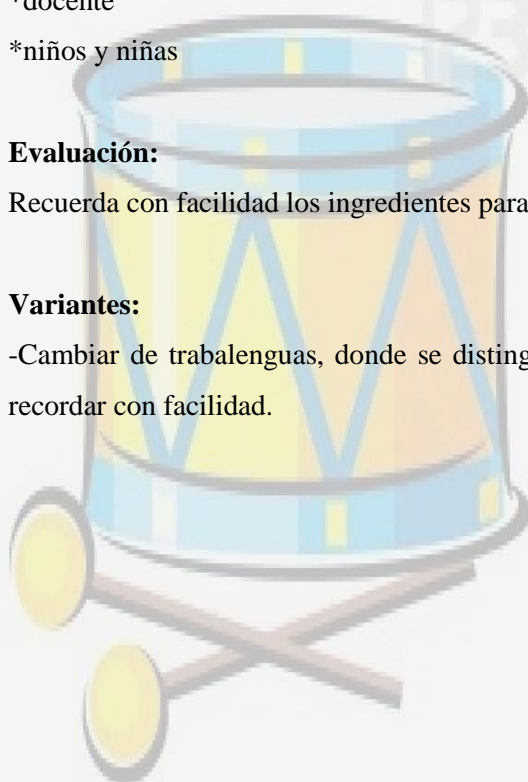 *docente
*niños y niñas
Evaluación:
Recuerda con facilidad los ingredientes para
Variantes:
-Cambiar de trabalenguas, donde se disting
recordar con facilidad.